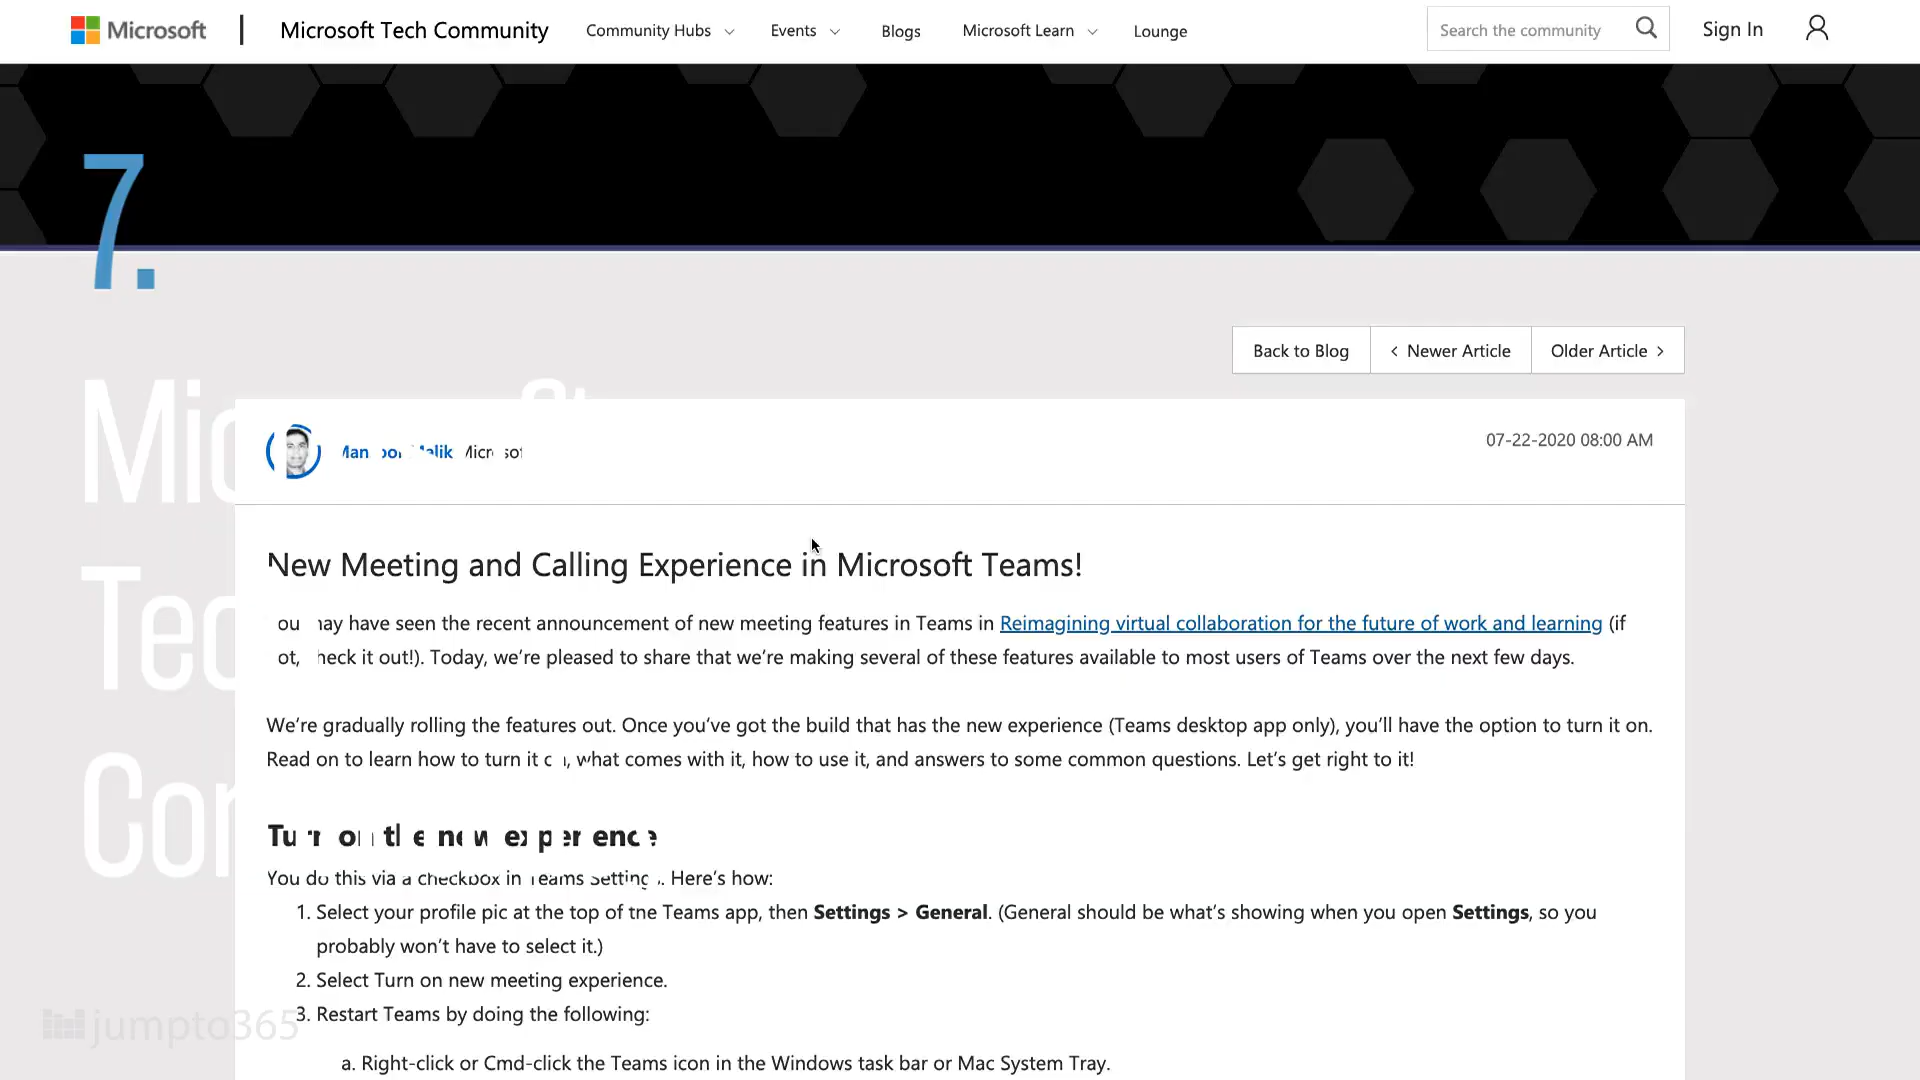 Microsoft
Microsoft Tech Community
Community Hubs
Events
Blogs
Microsoft Learn
Lounge
Search the community
Sign In
7.
Back to Blog
Newer Article
Older Article
07-22-2020 08:00 AM
New Meeting and Calling Experience in Microsoft Teams!
have seen the recent announcement of new meeting features in Teams in Reimagining virtual collaboration for the future of work and learning (if
it out!). Today, we’re pleased to share that we’re making several of these features available to most users of Teams over the next few days.
We’re gradually rolling the features out. Once you’ve got the build that has the new experience (Teams desktop app only), you’ll have the option to turn it on.
Read on to learn how to turn it on, what comes with it, how to use it, and answers to some common questions. Let’s get right to it!
Turn on the new experience
You do this via a checkbox in Teams Settings. Here’s how:
1. Select your profile pic at the top of the Teams app, then Settings > General. (General should be what’s showing when you open Settings, so you
probably won’t have to select it.)
2. Select Turn on new meeting experience.
3. Restart Teams by doing the following:
a. Right-click or Cmd-click the Teams icon in the Windows task bar or Mac System Tray.
jumpto365